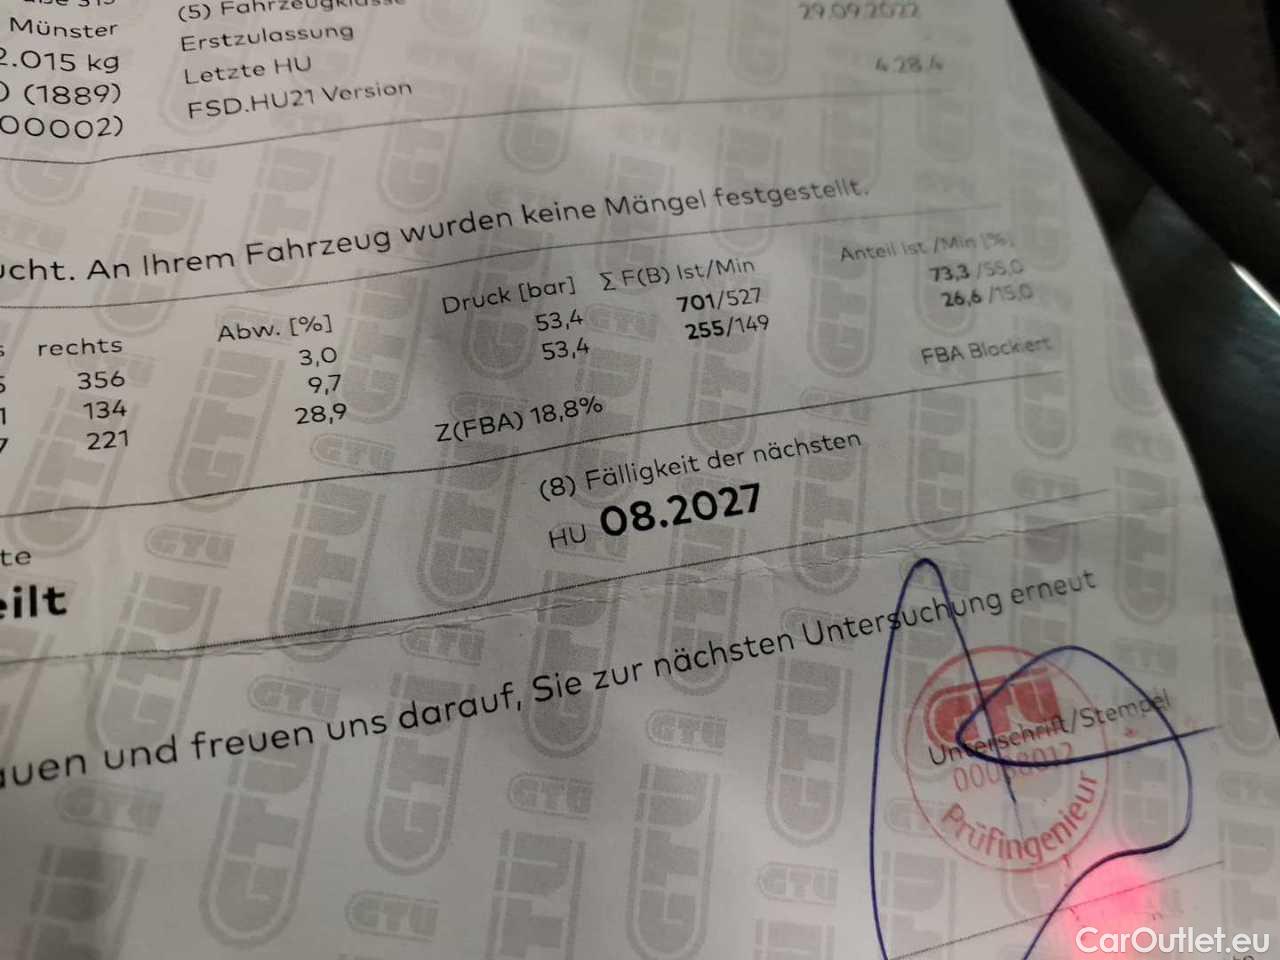 (5) Fahrzeugklasse
Münster
Erstzulassung
29.09.2022
2.015 kg
Letzte HU
(1889)
FSD.HU21 Version
4.28.4
00002)
ucht. An Ihrem Fahrzeug wurden keine Mängel festgestellt.
rechts Abw. [%] Druck [bar] Σ F(B) Ist/Min Anteil Ist/Min [%]
356 3,0 53,4 701/527 73,3/55,0
134 9,7 53,4 255/149 26,6/15,0
221 28,9 Z(FBA) 18,8% FBA Blockiert
(8) Fälligkeit der nächsten
HU 08.2027
te
eilt
auen und freuen uns darauf, Sie zur nächsten Untersuchung erneut
GTÜ
Unterschrift/Stempel
Prüfingenieur
CarOutlet.eu